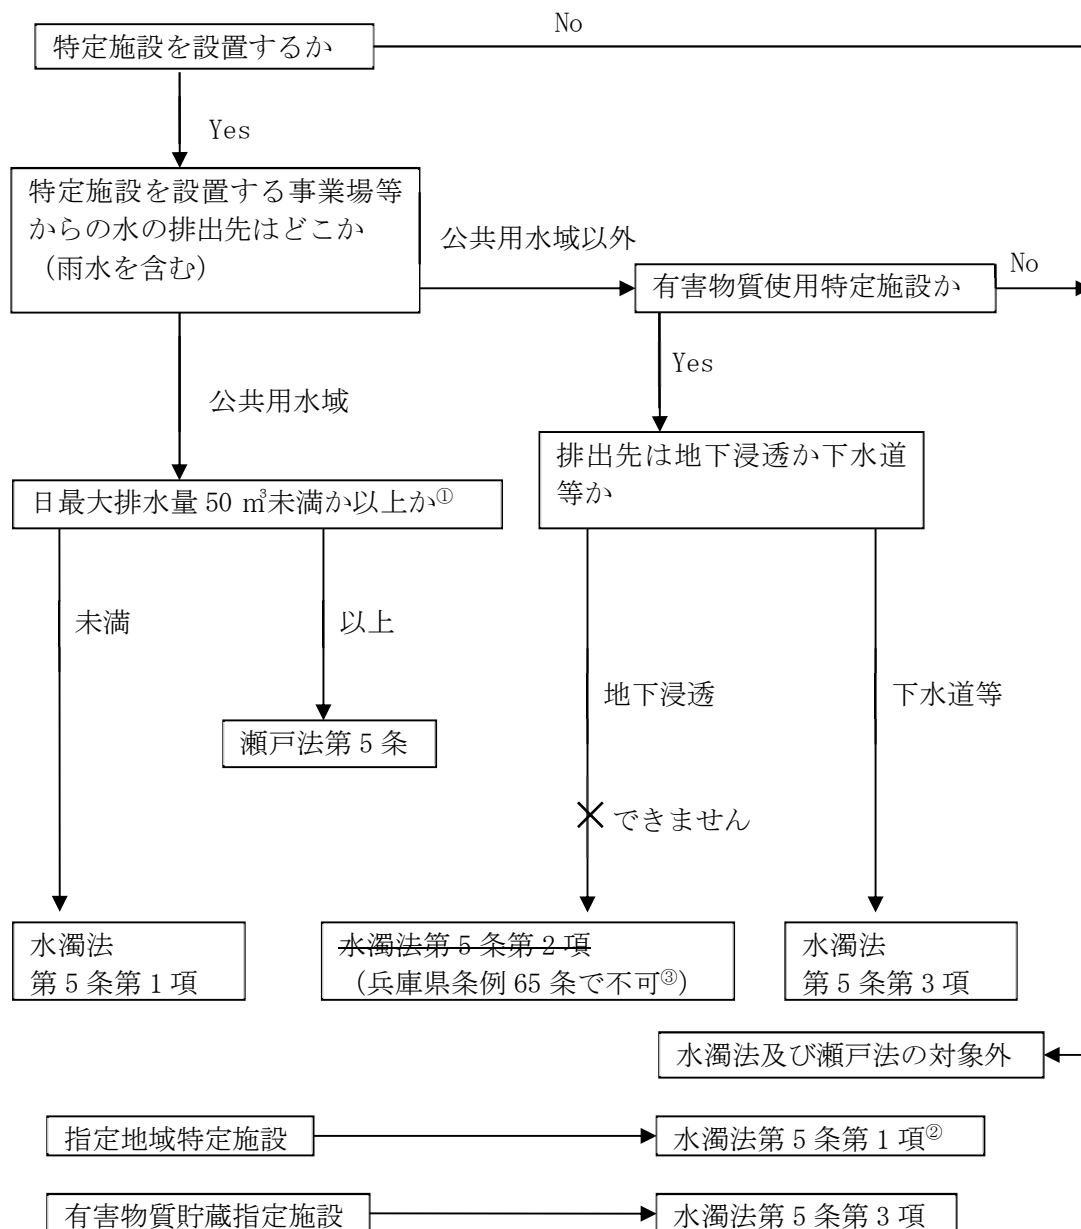 No
特定施設を設置するか
Yes
特定施設を設置する事業場等
からの水の排出先はどこか
（雨水を含む）
公共用水域以外
No
有害物質使用特定施設か
Yes
公共用水域
排出先は地下浸透か下水道
等か
日最大排水量 50 ㎥未満か以上か①
未満
以上
地下浸透
下水道等
瀬戸法第 5 条
できません
水濁法
第 5 条第 1 項
水濁法第 5 条第 2 項
（兵庫県条例 65 条で不可③）
水濁法
第 5 条第 3 項
水濁法及び瀬戸法の対象外
指定地域特定施設
水濁法第 5 条第 1 項②
有害物質貯蔵指定施設
水濁法第 5 条第 3 項